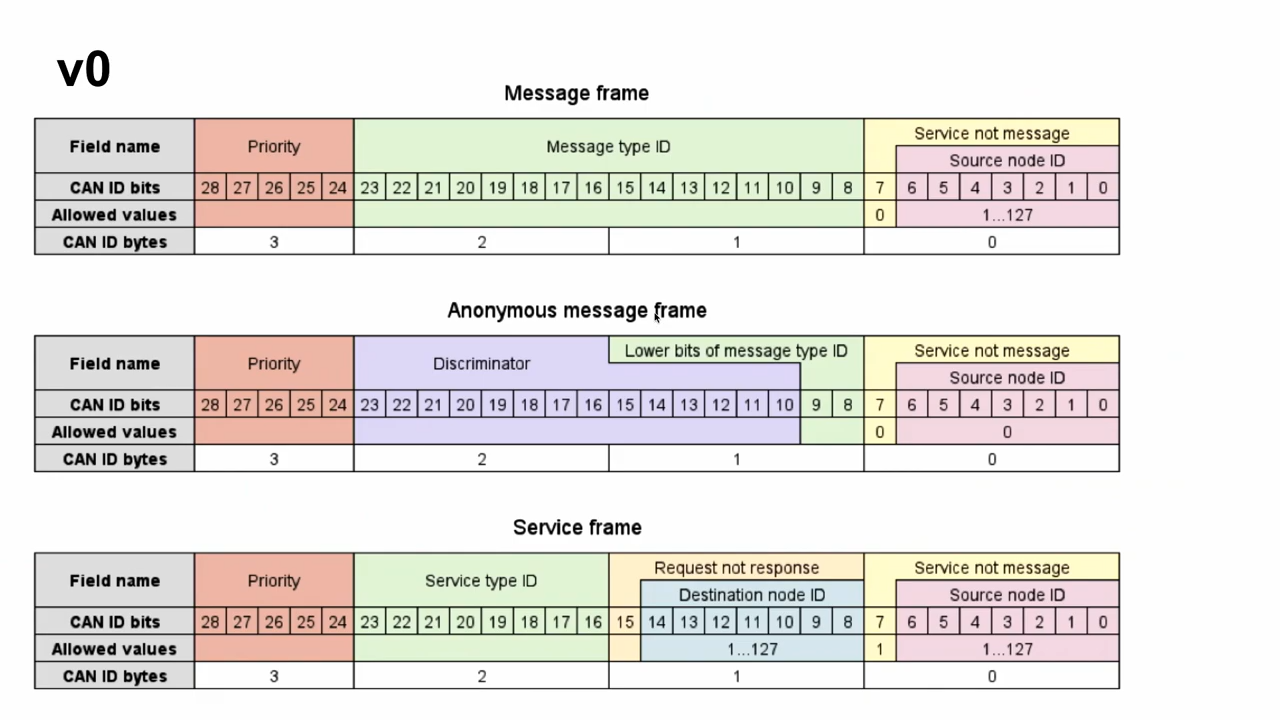 v0
Message frame
Field name Priority Message type ID Service not message
Source node ID
CAN ID bits 28 27 26 25 24 23 22 21 20 19 18 17 16 15 14 13 12 11 10 9 8 7 6 5 4 3 2 1 0
Allowed values 0 1...127
CAN ID bytes 3 2 1 0
Anonymous message frame
Field name Priority Discriminator Lower bits of message type ID Service not message
Source node ID
CAN ID bits 28 27 26 25 24 23 22 21 20 19 18 17 16 15 14 13 12 11 10 9 8 7 6 5 4 3 2 1 0
Allowed values 0 0
CAN ID bytes 3 2 1 0
Service frame
Field name Priority Service type ID Request not response Service not message
Destination node ID Source node ID
CAN ID bits 28 27 26 25 24 23 22 21 20 19 18 17 16 15 14 13 12 11 10 9 8 7 6 5 4 3 2 1 0
Allowed values 1...127 1 1...127
CAN ID bytes 3 2 1 0